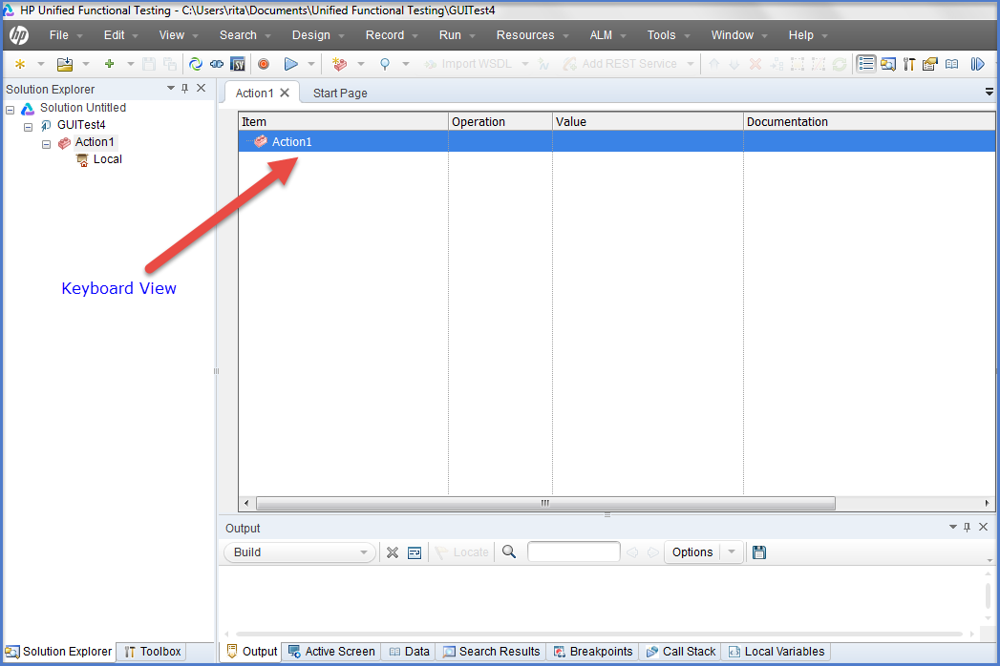 HP Unified Functional Testing - C:\Users\rita\Documents\Unified Functional Testing\GUITest4
hp File Edit View Search Design Record Run Resources ALM Tools Window Help
SV Import WSDL Add REST Service
Solution Explorer
Action1 Start Page
Solution Untitled
GUITest4
Action1
Local
Item Operation Value Documentation
Action1
Keyboard View
Output
Build Locate Options
Solution Explorer Toolbox
Output Active Screen Data Search Results Breakpoints Call Stack Local Variables